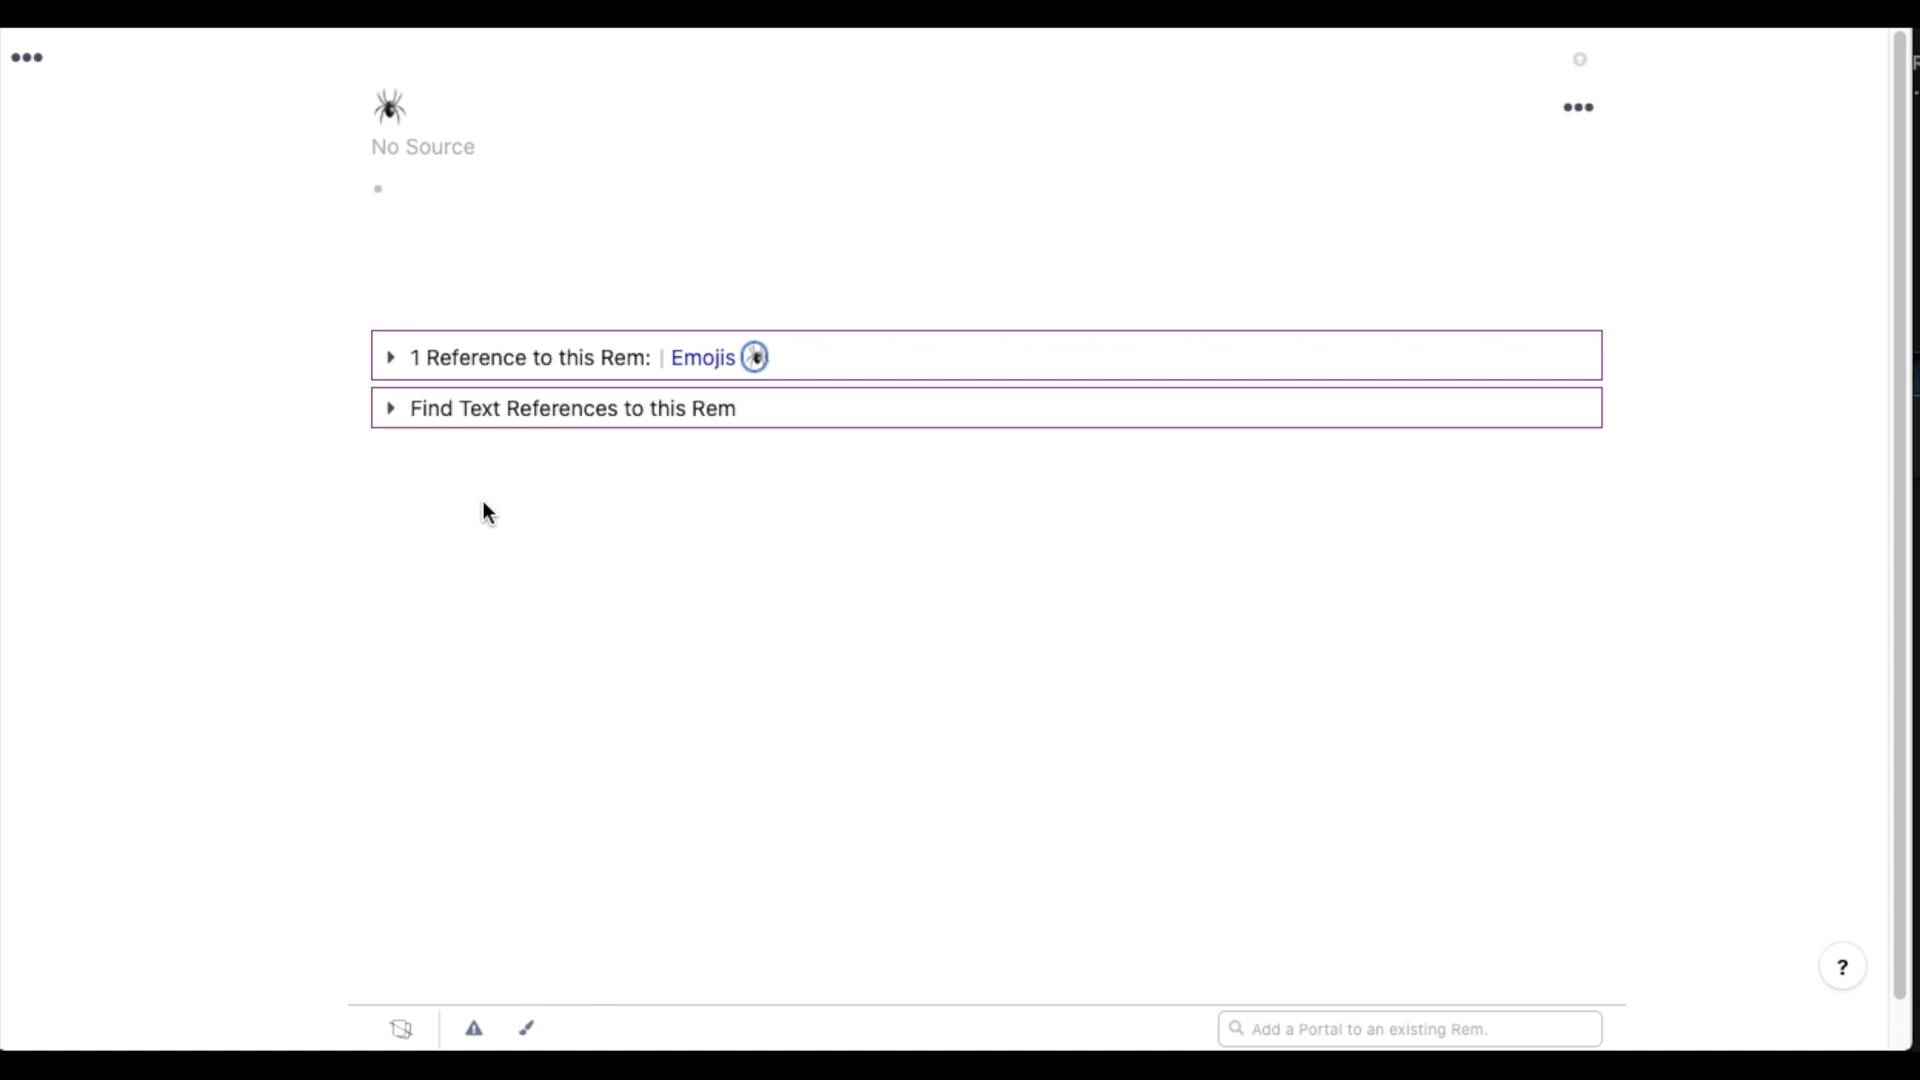 No Source
1 Reference to this Rem: | Emojis
Find Text References to this Rem
?
Add a Portal to an existing Rem.